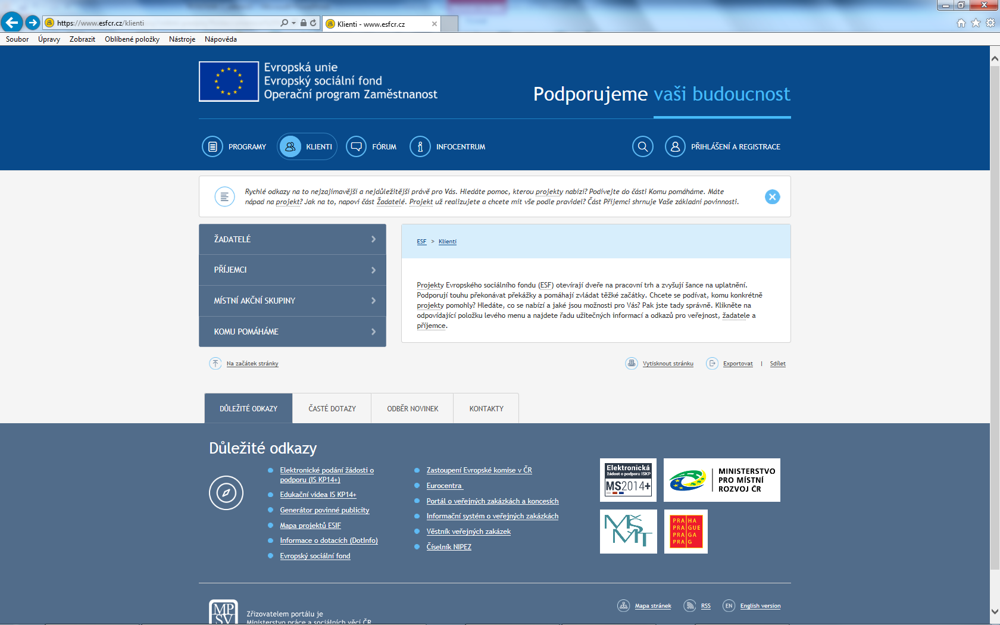 https://www.esfcr.cz/klienti
Klienti - www.esfcr.cz
Soubor Úpravy Zobrazit Oblíbené položky Nástroje Nápověda
Evropská unie
Evropský sociální fond
Operační program Zaměstnanost
Podporujeme vaši budoucnost
PROGRAMY KLIENTI FÓRUM INFOCENTRUM PŘIHLÁŠENÍ A REGISTRACE
Rychlé odkazy na to nejzajímavější a nejdůležitější právě pro Vás. Hledáte pomoc, kterou projekty nabízí? Podívejte do části Komu pomáháme. Máte
nápad na projekt? Jak na to, napoví část Žadatelé. Projekt už realizujete a chcete mít vše podle pravidel? Část Příjemci shrnuje Vaše základní povinnosti.
ŽADATELÉ
PŘÍJEMCI
MÍSTNÍ AKČNÍ SKUPINY
KOMU POMÁHÁME
ESF > Klienti
Projekty Evropského sociálního fondu (ESF) otevírají dveře na pracovní trh a zvyšují šance na uplatnění.
Podporují touhu překonávat překážky a pomáhají zvládat těžké začátky. Chcete se podívat, komu konkrétně
projekty pomohly? Hledáte, co se nabízí a jaké jsou možnosti pro Vás? Pak jste tady správně. Klikněte na
odpovídající položku levého menu a najdete řadu užitečných informací a odkazů pro veřejnost, žadatele a
příjemce.
Na začátek stránky
Vytisknout stránku Exportovat | Sdílet
DŮLEŽITÉ ODKAZY ČASTÉ DOTAZY ODBĚR NOVINEK KONTAKTY
Důležité odkazy
Elektronické podání žádosti o
podporu (IS KP14+)
Edukační videa IS KP14+
Generátor povinné publicity
Mapa projektů ESIF
Informace o dotacích (DotInfo)
Evropský sociální fond
Zastoupení Evropské komise v ČR
Eurocentra
Portál o veřejných zakázkách a koncesích
Informační systém o veřejných zakázkách
Věstník veřejných zakázek
Číselník NIPEZ
Elektronická
žádost o podporu ISKP
MS2014+
MINISTERSTVO
PRO MÍSTNÍ
ROZVOJ ČR
MŠMT
PRA HA
PRA GUE
PRA GA
PRA G
MPSV
Zřizovatelem portálu je
Ministerstvo práce a sociálních věcí ČR
Mapa stránek RSS EN English version